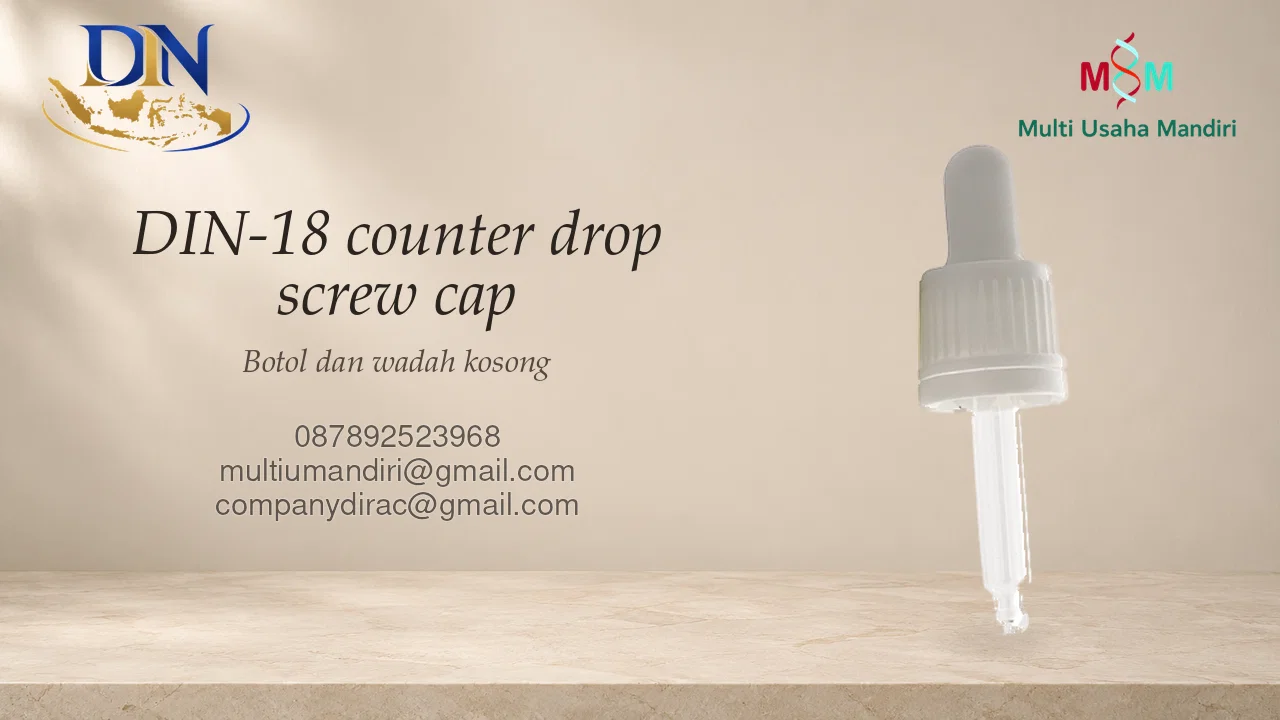 DIN
M M
Multi Usaha Mandiri
DIN-18 counter drop
screw cap
Botol dan wadah kosong
087892523968
multiumandiri@gmail.com
companydirac@gmail.com